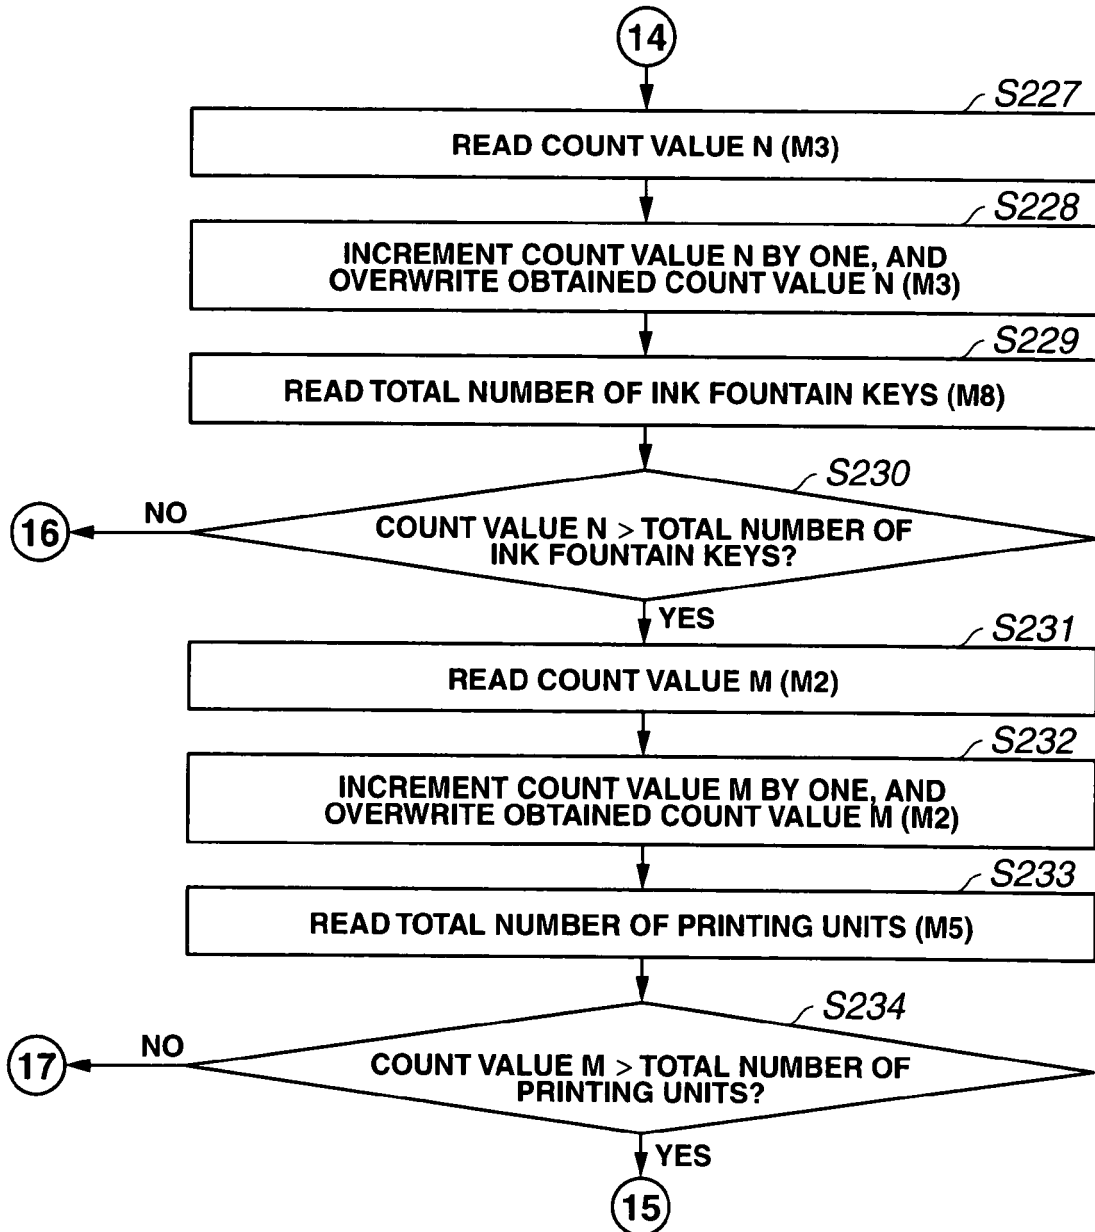 14
S227
READ COUNT VALUE N (M3)
S228
INCREMENT COUNT VALUE N BY ONE, AND
OVERWRITE OBTAINED COUNT VALUE N (M3)
S229
READ TOTAL NUMBER OF INK FOUNTAIN KEYS (M8)
S230
NO
16
COUNT VALUE N > TOTAL NUMBER OF
INK FOUNTAIN KEYS?
YES
S231
READ COUNT VALUE M (M2)
S232
INCREMENT COUNT VALUE M BY ONE, AND
OVERWRITE OBTAINED COUNT VALUE M (M2)
S233
READ TOTAL NUMBER OF PRINTING UNITS (M5)
S234
NO
17
COUNT VALUE M > TOTAL NUMBER OF
PRINTING UNITS?
YES
15